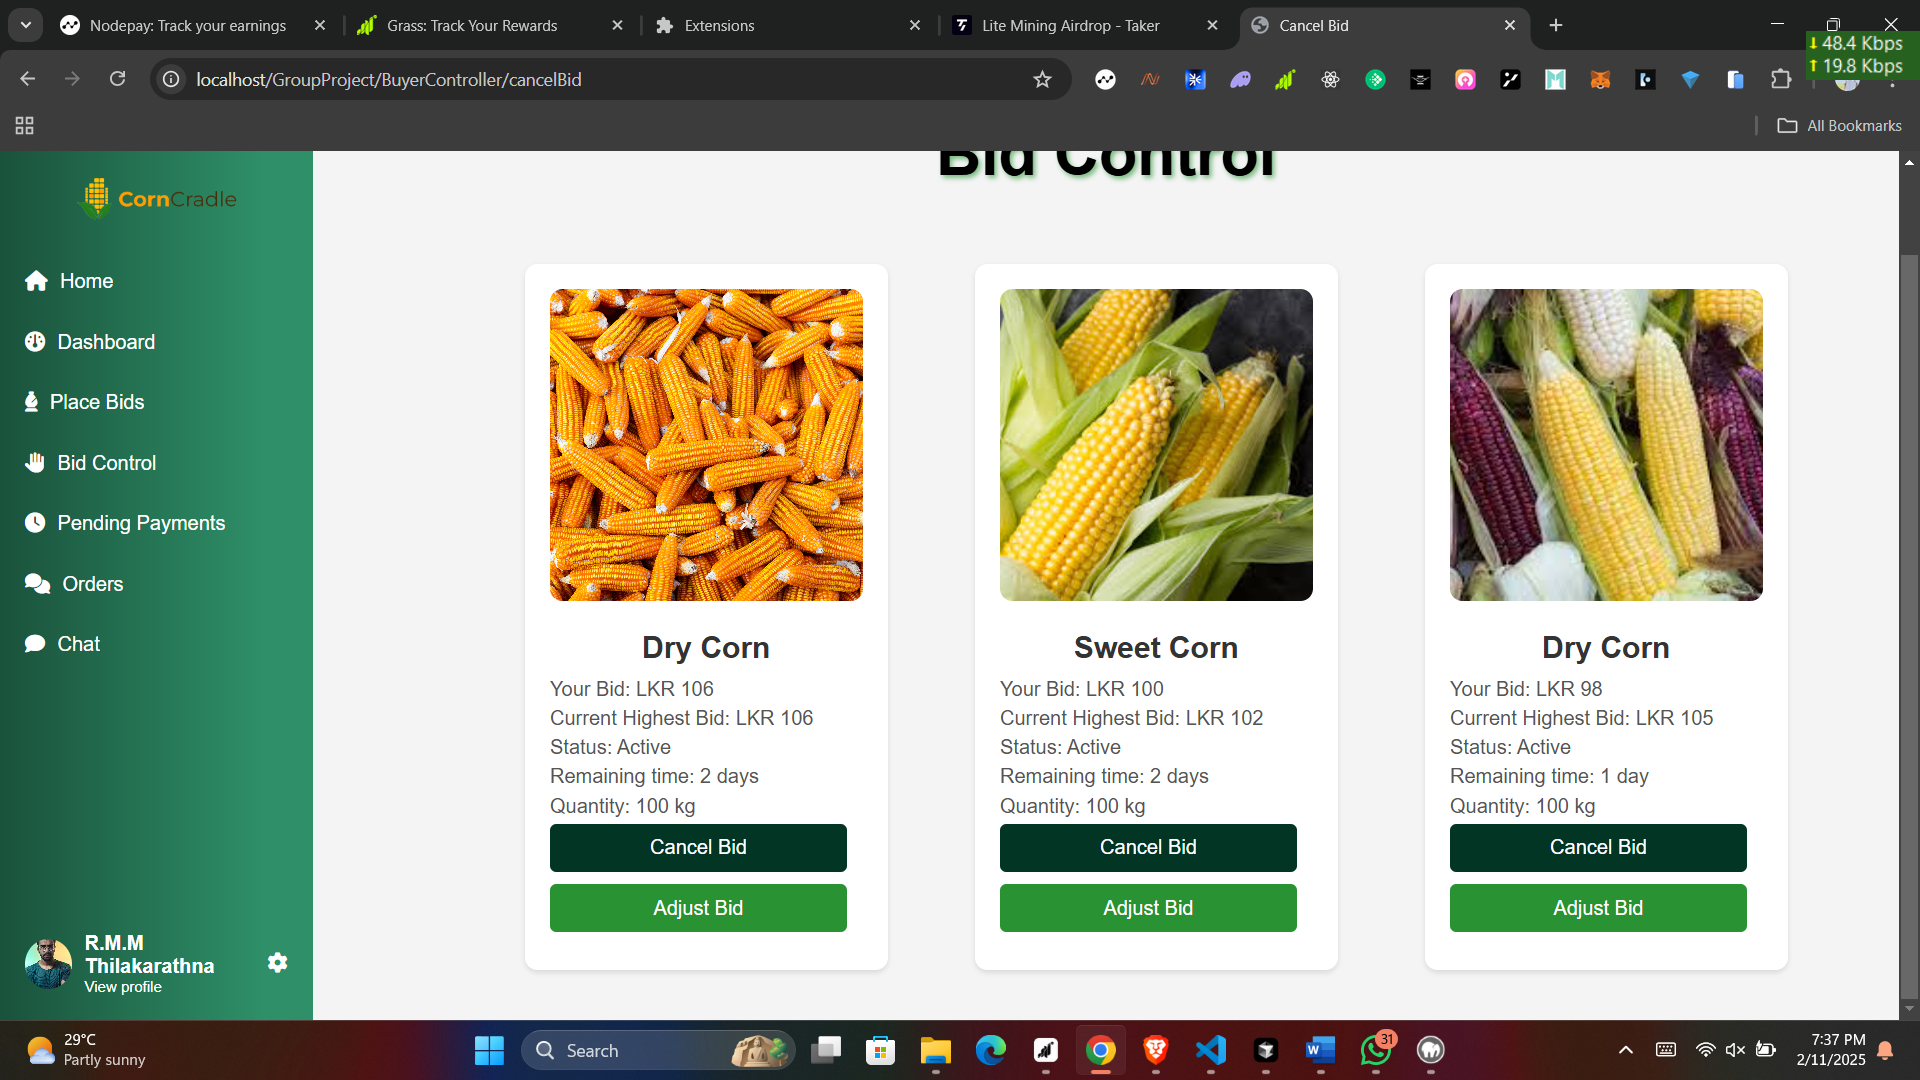 Nodepay: Track your earnings
Grass: Track Your Rewards
Extensions
Lite Mining Airdrop - Taker
Cancel Bid
48.4 Kbps
19.8 Kbps
localhost/GroupProject/BuyerController/cancelBid
All Bookmarks
CornCradle
Home
Dashboard
Place Bids
Bid Control
Pending Payments
Orders
Chat
R.M.M
Thilakarathna
View profile
Bid Control
Dry Corn
Your Bid: LKR 106
Current Highest Bid: LKR 106
Status: Active
Remaining time: 2 days
Quantity: 100 kg
Cancel Bid
Adjust Bid
Sweet Corn
Your Bid: LKR 100
Current Highest Bid: LKR 102
Status: Active
Remaining time: 2 days
Quantity: 100 kg
Cancel Bid
Adjust Bid
Dry Corn
Your Bid: LKR 98
Current Highest Bid: LKR 105
Status: Active
Remaining time: 1 day
Quantity: 100 kg
Cancel Bid
Adjust Bid
29°C
Partly sunny
Search
31
7:37 PM
2/11/2025